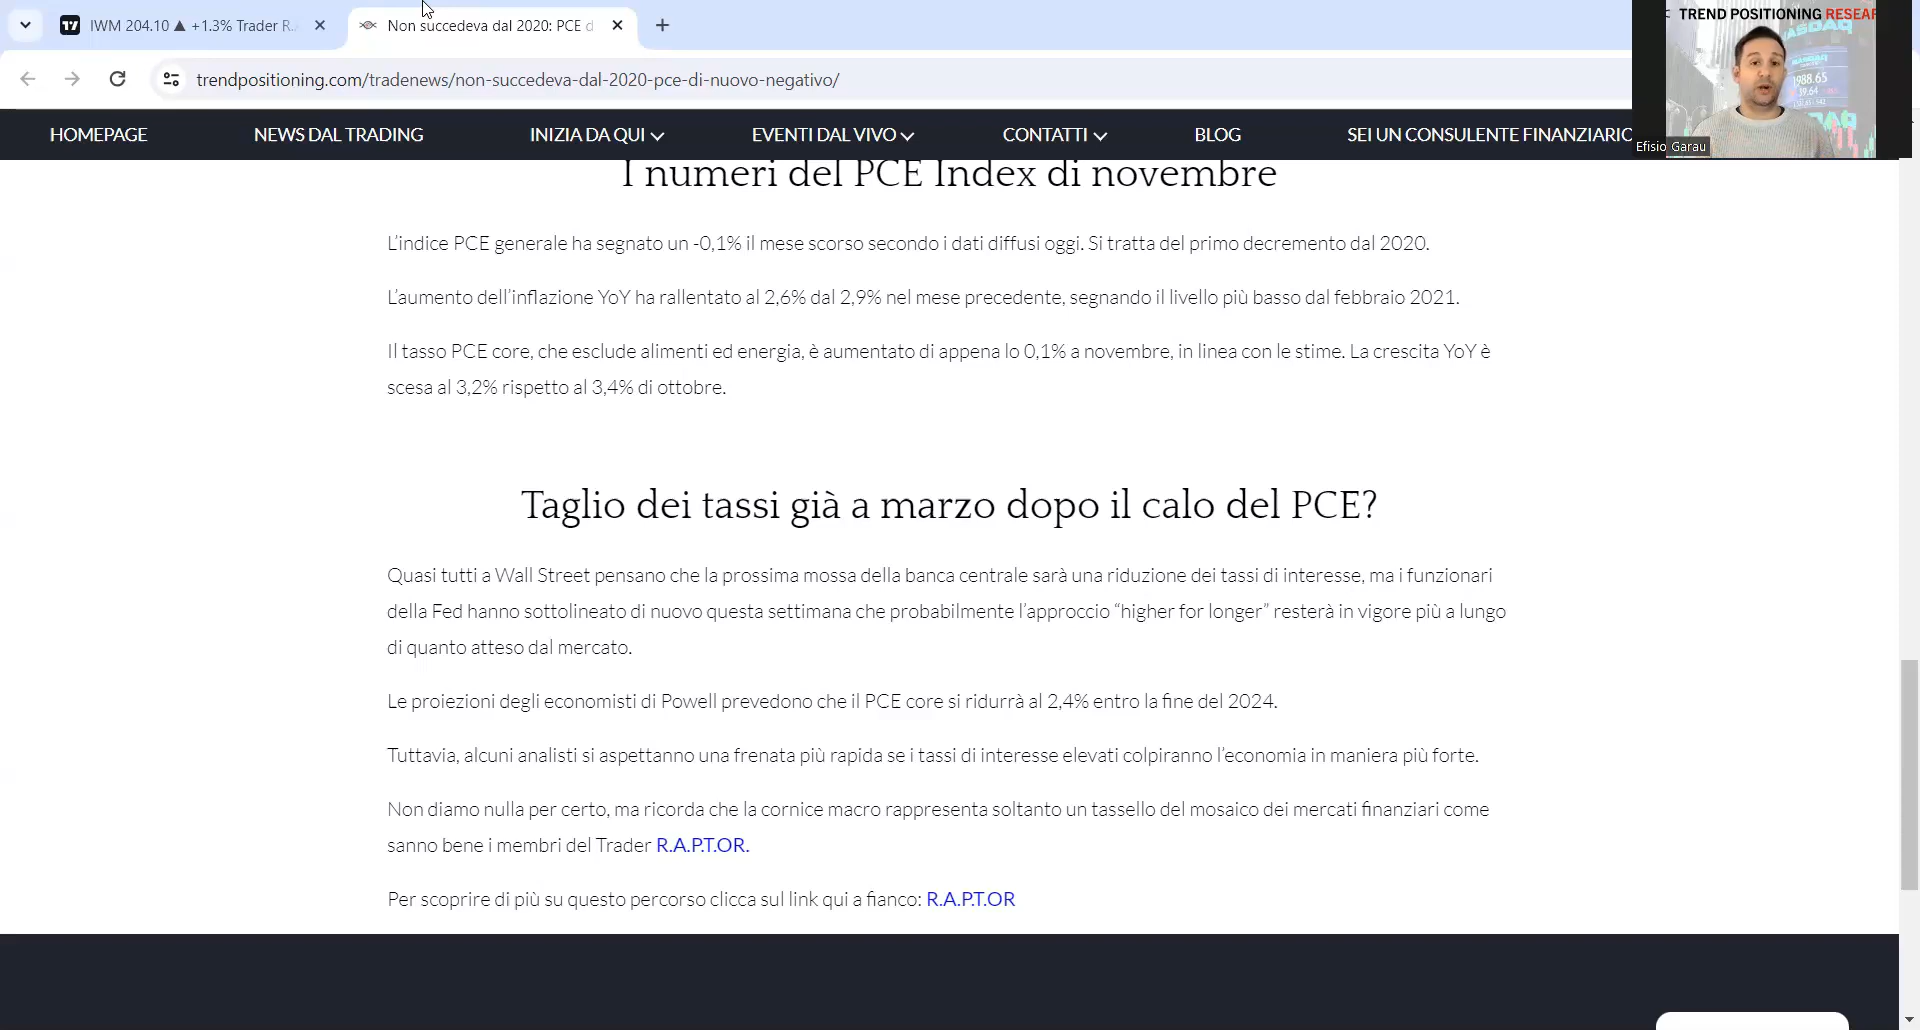 IWM 204.10 ▲ +1.3% Trader R.
Non succedeva dal 2020: PCE d
TREND POSITIONING RESEAR
trendpositioning.com/tradenews/non-succedeva-dal-2020-pce-di-nuovo-negativo/
NASDAQ
1988.65
19.64
Efisio Garau
HOMEPAGE
NEWS DAL TRADING
INIZIA DA QUI
EVENTI DAL VIVO
CONTATTI
BLOG
SEI UN CONSULENTE FINANZIARIO
I numeri del PCE Index di novembre
L’indice PCE generale ha segnato un -0,1% il mese scorso secondo i dati diffusi oggi. Si tratta del primo decremento dal 2020.
L’aumento dell’inflazione YoY ha rallentato al 2,6% dal 2,9% nel mese precedente, segnando il livello più basso dal febbraio 2021.
Il tasso PCE core, che esclude alimenti ed energia, è aumentato di appena lo 0,1% a novembre, in linea con le stime. La crescita YoY è
scesa al 3,2% rispetto al 3,4% di ottobre.
Taglio dei tassi già a marzo dopo il calo del PCE?
Quasi tutti a Wall Street pensano che la prossima mossa della banca centrale sarà una riduzione dei tassi di interesse, ma i funzionari
della Fed hanno sottolineato di nuovo questa settimana che probabilmente l’approccio “higher for longer” resterà in vigore più a lungo
di quanto atteso dal mercato.
Le proiezioni degli economisti di Powell prevedono che il PCE core si ridurrà al 2,4% entro la fine del 2024.
Tuttavia, alcuni analisti si aspettanno una frenata più rapida se i tassi di interesse elevati colpiranno l’economia in maniera più forte.
Non diamo nulla per certo, ma ricorda che la cornice macro rappresenta soltanto un tassello del mosaico dei mercati finanziari come
sanno bene i membri del Trader R.A.P.T.OR.
Per scoprire di più su questo percorso clicca sul link qui a fianco: R.A.P.T.OR